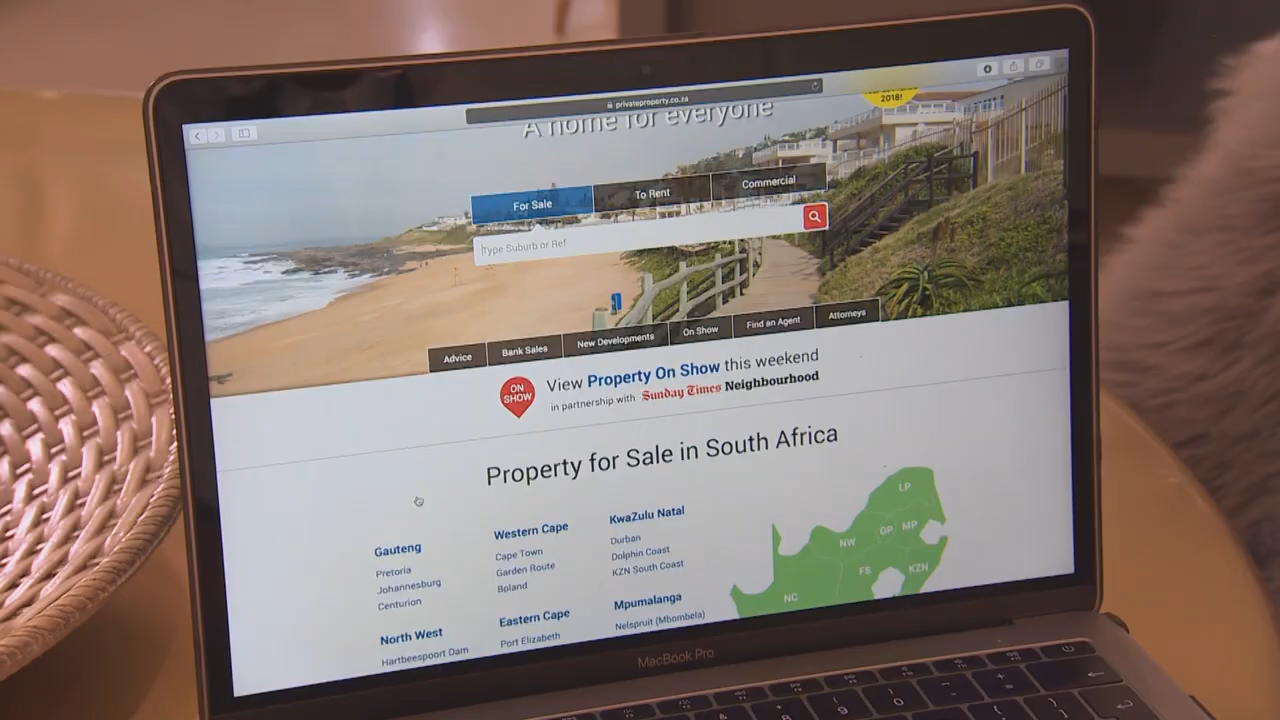 privateproperty.co.za
2018!
A home for everyone
For Sale
To Rent
Commercial
Type Suburb or Ref
Advice
Bank Sales
New Developments
On Show
Find an Agent
Attorneys
ON
SHOW
View Property On Show this weekend
in partnership with Sunday Times Neighbourhood
Property for Sale in South Africa
Gauteng
Pretoria
Johannesburg
Centurion
Western Cape
Cape Town
Garden Route
Boland
KwaZulu Natal
Durban
Dolphin Coast
KZN South Coast
North West
Hartbeespoort Dam
Eastern Cape
Port Elizabeth
Mpumalanga
Nelspruit (Mbombela)
LP
GP
MP
NW
FS
KZN
NC
MacBook Pro